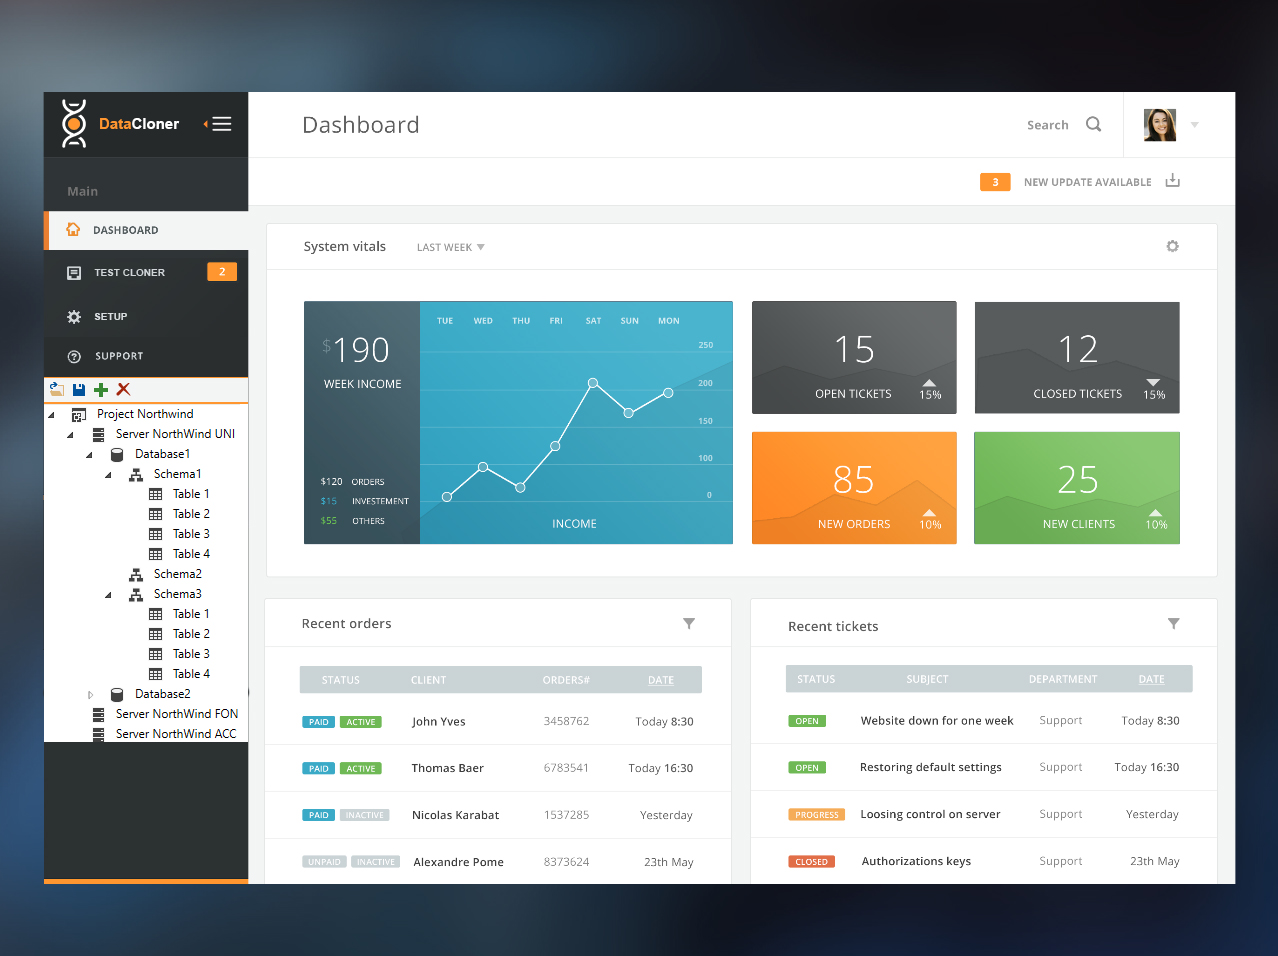 DataCloner
Dashboard
Search
Main
3 NEW UPDATE AVAILABLE
DASHBOARD
TEST CLONER 2
SETUP
SUPPORT
Project Northwind
Server NorthWind UNI
Database1
Schema1
Table 1
Table 2
Table 3
Table 4
Schema2
Schema3
Table 1
Table 2
Table 3
Table 4
Database2
Server NorthWind FON
Server NorthWind ACC
System vitals LAST WEEK
$190
WEEK INCOME
$120 ORDERS
$15 INVESTEMENT
$55 OTHERS
TUE WED THU FRI SAT SUN MON
250
200
150
100
0
INCOME
15
OPEN TICKETS 15%
12
CLOSED TICKETS 15%
85
NEW ORDERS 10%
25
NEW CLIENTS 10%
Recent orders
STATUS CLIENT ORDERS# DATE
PAID ACTIVE John Yves 3458762 Today 8:30
PAID ACTIVE Thomas Baer 6783541 Today 16:30
PAID INACTIVE Nicolas Karabat 1537285 Yesterday
UNPAID INACTIVE Alexandre Pome 8373624 23th May
Recent tickets
STATUS SUBJECT DEPARTMENT DATE
OPEN Website down for one week Support Today 8:30
OPEN Restoring default settings Support Today 16:30
PROGRESS Loosing control on server Support Yesterday
CLOSED Authorizations keys Support 23th May